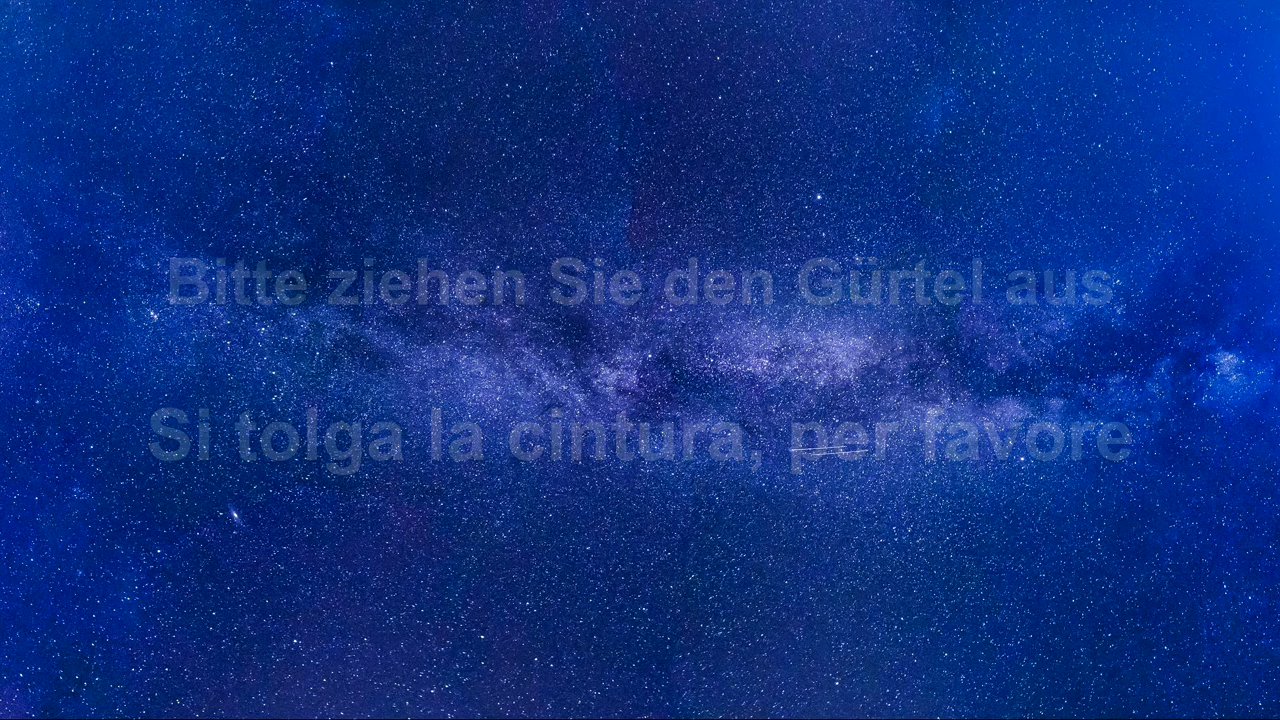 Bitte ziehen Sie den Gürtel aus
Si tolga la cintura, per favore